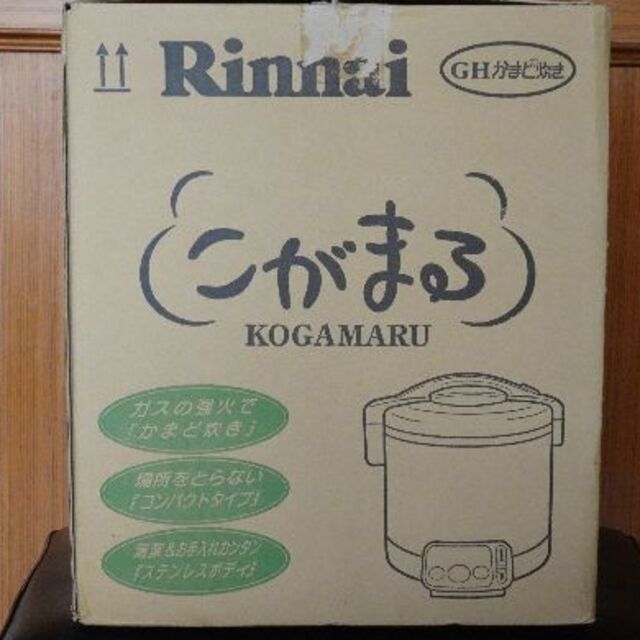 Rinnai
GHかまど炊き
こがまる
KOGAMARU
ガスの強火で
「かまど炊き」
場所をとらない
「コンパクトタイプ」
清潔&お手入れカンタン
「ステンレスボディ」